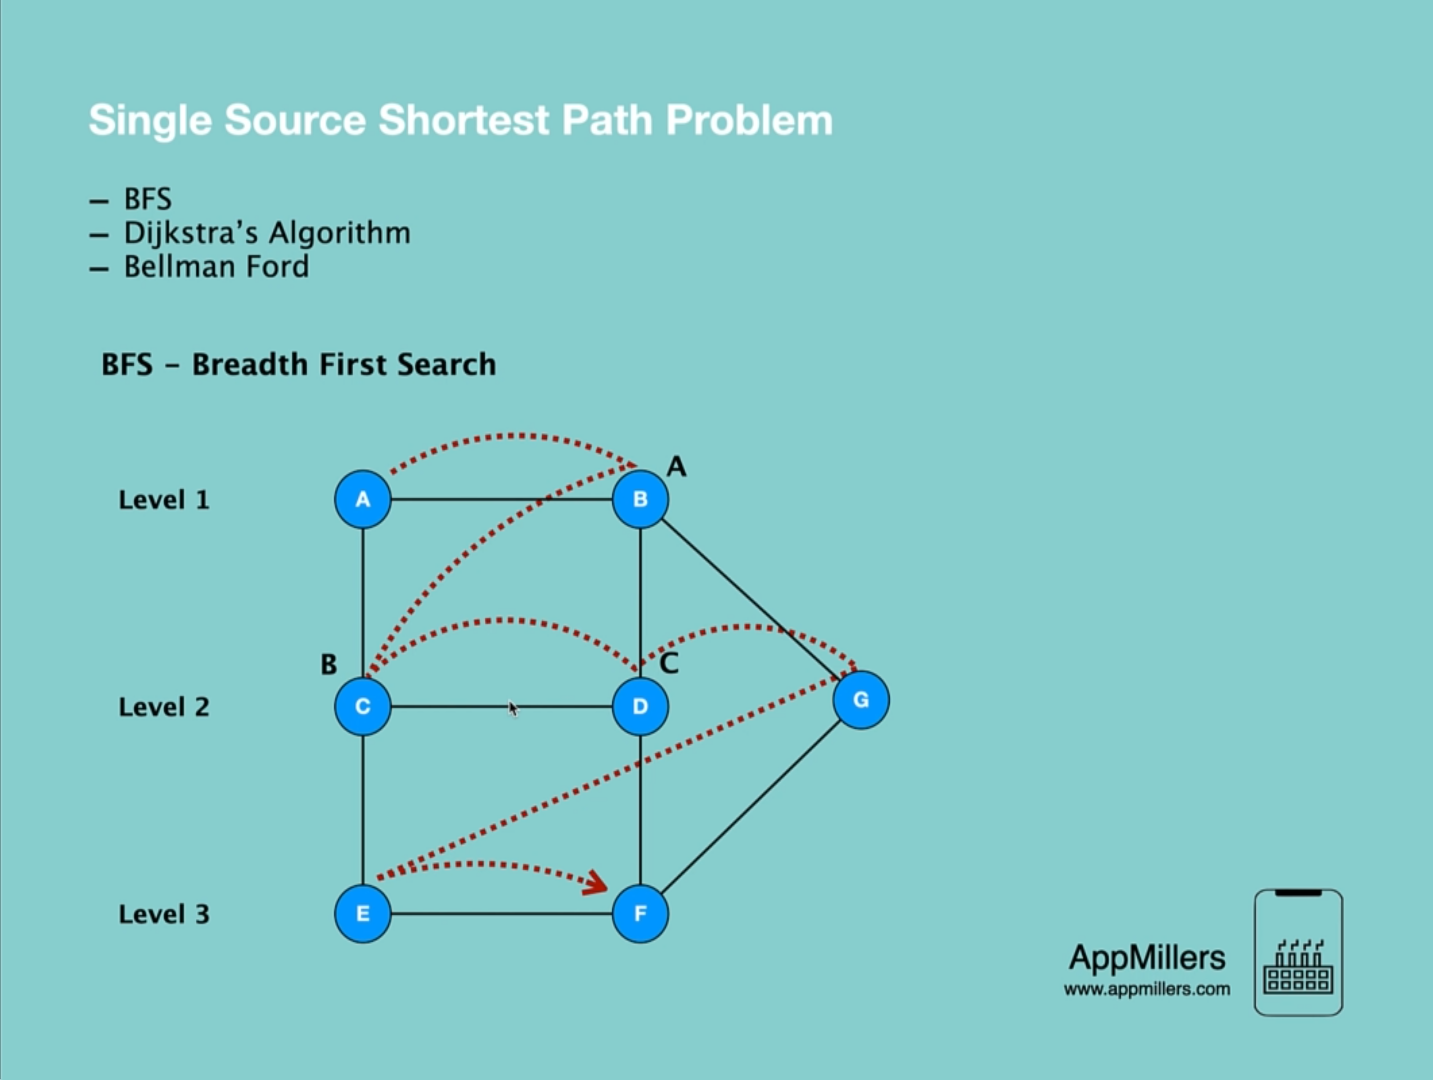 Single Source Shortest Path Problem
– BFS
– Dijkstra's Algorithm
– Bellman Ford
BFS – Breadth First Search
A
Level 1
A
B
B
C
Level 2
C
D
G
Level 3
E
F
AppMillers
www.appmillers.com